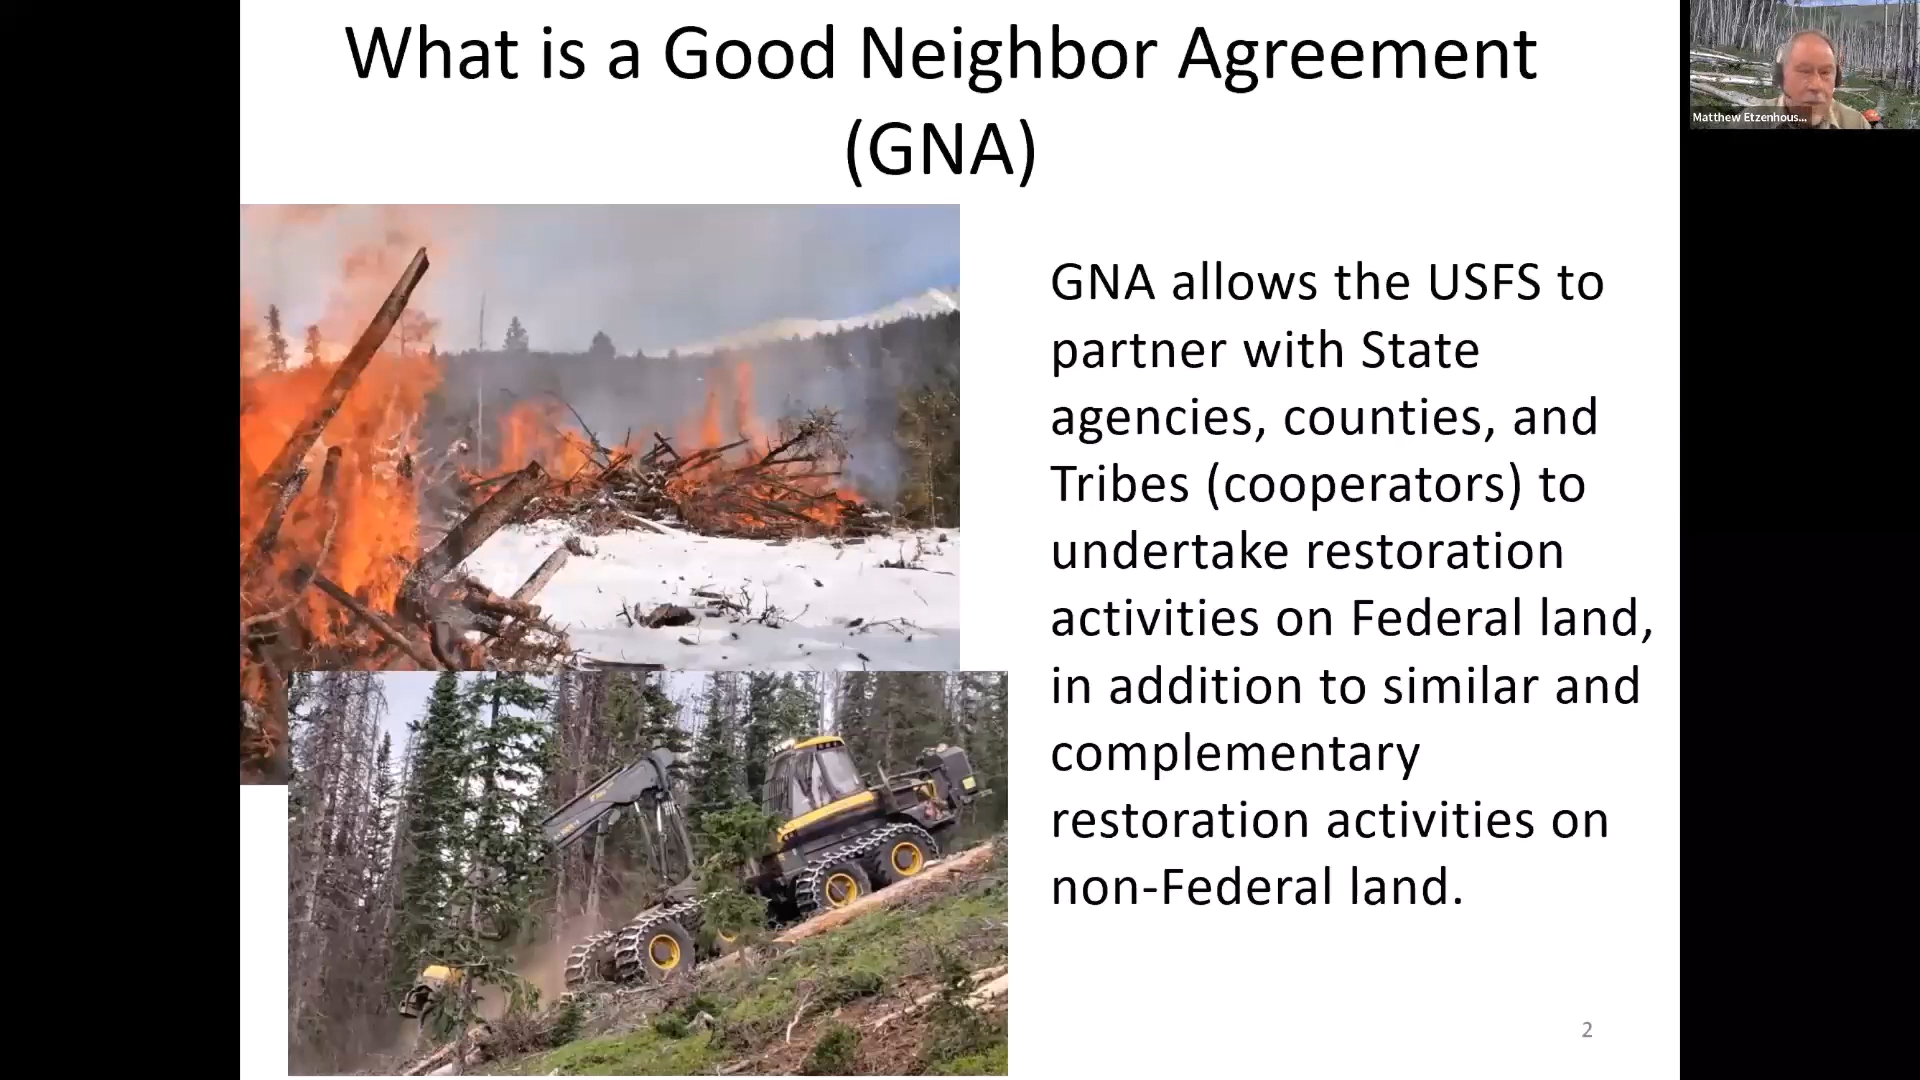 What is a Good Neighbor Agreement
(GNA)
Matthew Etzenhous...
GNA allows the USFS to
partner with State
agencies, counties, and
Tribes (cooperators) to
undertake restoration
activities on Federal land,
in addition to similar and
complementary
restoration activities on
non-Federal land.
2